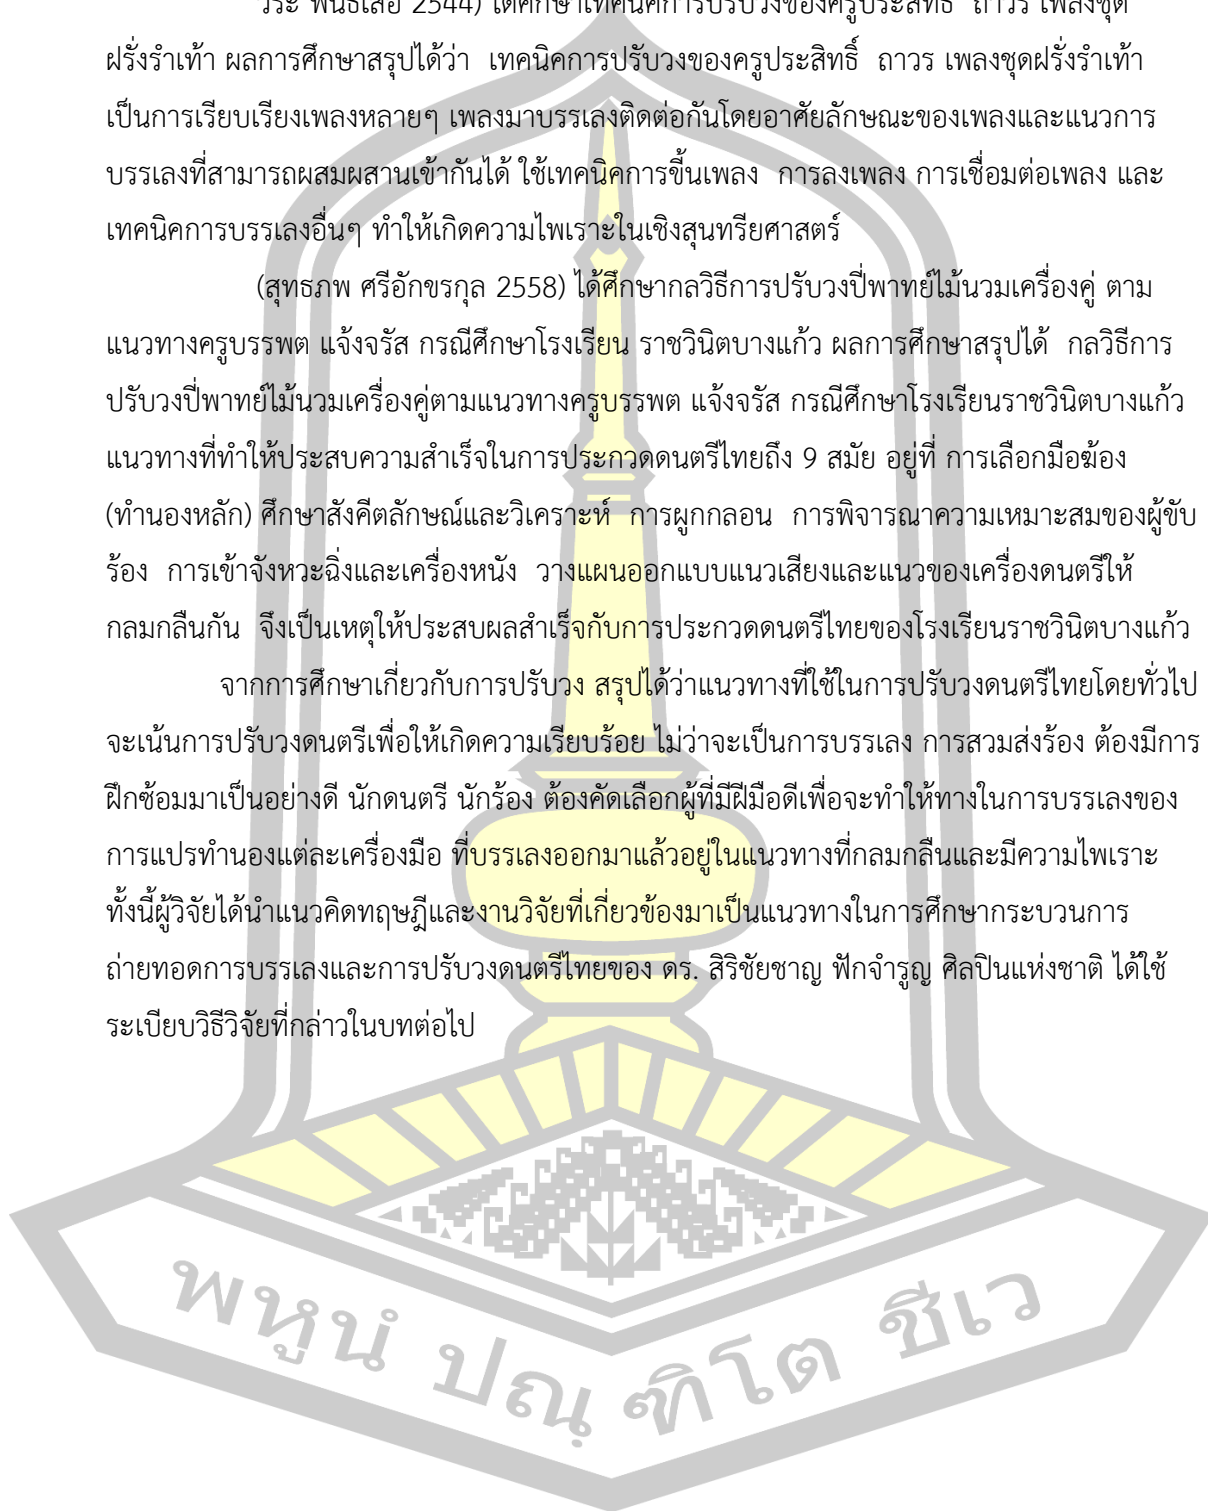 วีระ พันธ์เสือ 2544) ได้ศึกษาเทคนิคการปรับวงของครูประสิทธิ์ ถาวร เพลงชุด
ฝรั่งรำเท้า ผลการศึกษาสรุปได้ว่า เทคนิคการปรับวงของครูประสิทธิ์ ถาวร เพลงชุดฝรั่งรำเท้า
เป็นการเรียบเรียงเพลงหลายๆ เพลงมาบรรเลงติดต่อกันโดยอาศัยลักษณะของเพลงและแนวการ
บรรเลงที่สามารถผสมผสานเข้ากันได้ ใช้เทคนิคการขึ้นเพลง การลงเพลง การเชื่อมต่อเพลง และ
เทคนิคการบรรเลงอื่นๆ ทำให้เกิดความไพเราะในเชิงสุนทรียศาสตร์
(สุทธภพ ศรีอักขรกุล 2558) ได้ศึกษากลวิธีการปรับวงปี่พาทย์ไม้นวมเครื่องคู่ ตาม
แนวทางครูบรรพต แจ้งจรัส กรณีศึกษาโรงเรียน ราชวินิตบางแก้ว ผลการศึกษาสรุปได้ กลวิธีการ
ปรับวงปี่พาทย์ไม้นวมเครื่องคู่ตามแนวทางครูบรรพต แจ้งจรัส กรณีศึกษาโรงเรียนราชวินิตบางแก้ว
แนวทางที่ทำให้ประสบความสำเร็จในการประกวดดนตรีไทยถึง 9 สมัย อยู่ที่ การเลือกมือฆ้อง
(ทำนองหลัก) ศึกษาสังคีตลักษณ์และวิเคราะห์ การผูกกลอน การพิจารณาความเหมาะสมของผู้ขับ
ร้อง การเข้าจังหวะฉิ่งและเครื่องหนัง วางแผนออกแบบแนวเสียงและแนวของเครื่องดนตรีให้
กลมกลืนกัน จึงเป็นเหตุให้ประสบผลสำเร็จกับการประกวดดนตรีไทยของโรงเรียนราชวินิตบางแก้ว
จากการศึกษาเกี่ยวกับการปรับวง สรุปได้ว่าแนวทางที่ใช้ในการปรับวงดนตรีไทยโดยทั่วไป
จะเน้นการปรับวงดนตรีเพื่อให้เกิดความเรียบร้อย ไม่ว่าจะเป็นการบรรเลง การสวมส่งร้อง ต้องมีการ
ฝึกซ้อมมาเป็นอย่างดี นักดนตรี นักร้อง ต้องคัดเลือกผู้ที่มีฝีมือดีเพื่อจะทำให้ทางในการบรรเลงของ
การแปรทำนองแต่ละเครื่องมือ ที่บรรเลงออกมาแล้วอยู่ในแนวทางที่กลมกลืนและมีความไพเราะ
ทั้งนี้ผู้วิจัยได้นำแนวคิดทฤษฎีและงานวิจัยที่เกี่ยวข้องมาเป็นแนวทางในการศึกษากระบวนการ
ถ่ายทอดการบรรเลงและการปรับวงดนตรีไทยของ ดร. สิริชัยชาญ ฟักจำรูญ ศิลปินแห่งชาติ ได้ใช้
ระเบียบวิธีวิจัยที่กล่าวในบทต่อไป
พหูนํ ปณฺฑิโต ชีเว